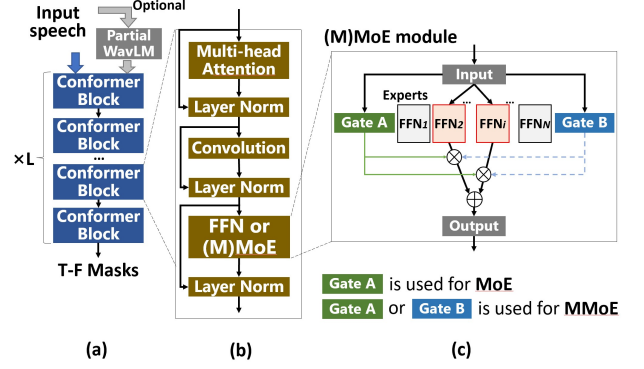 Optional
Input
speech
Partial
WavLM
Conformer
Block
Conformer
Block
...
Conformer
Block
Conformer
Block
×L
T-F Masks
(a)
Multi-head
Attention
Layer Norm
Convolution
Layer Norm
FFN or
(M)MoE
Layer Norm
(b)
(M)MoE module
Input
Experts
... ...
Gate A
FFN1
FFN2
FFNi
FFNN
Gate B
Output
Gate A is used for MoE
Gate A or Gate B is used for MMoE
(c)